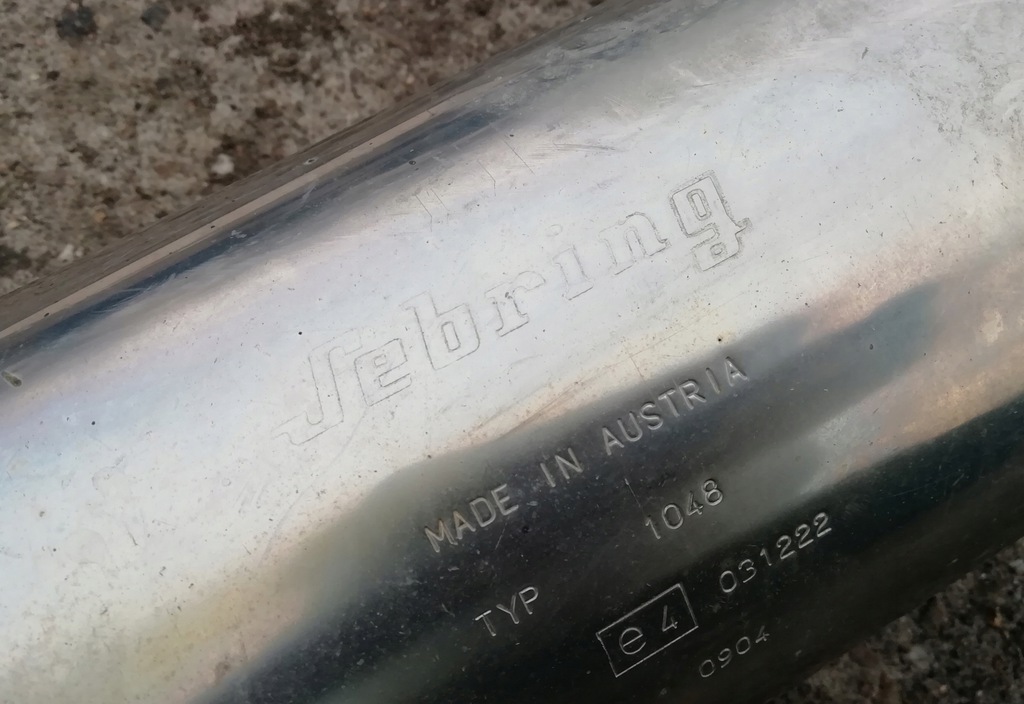 Sebring
MADE IN AUSTRIA
TYP 1048
e4 031222
0904